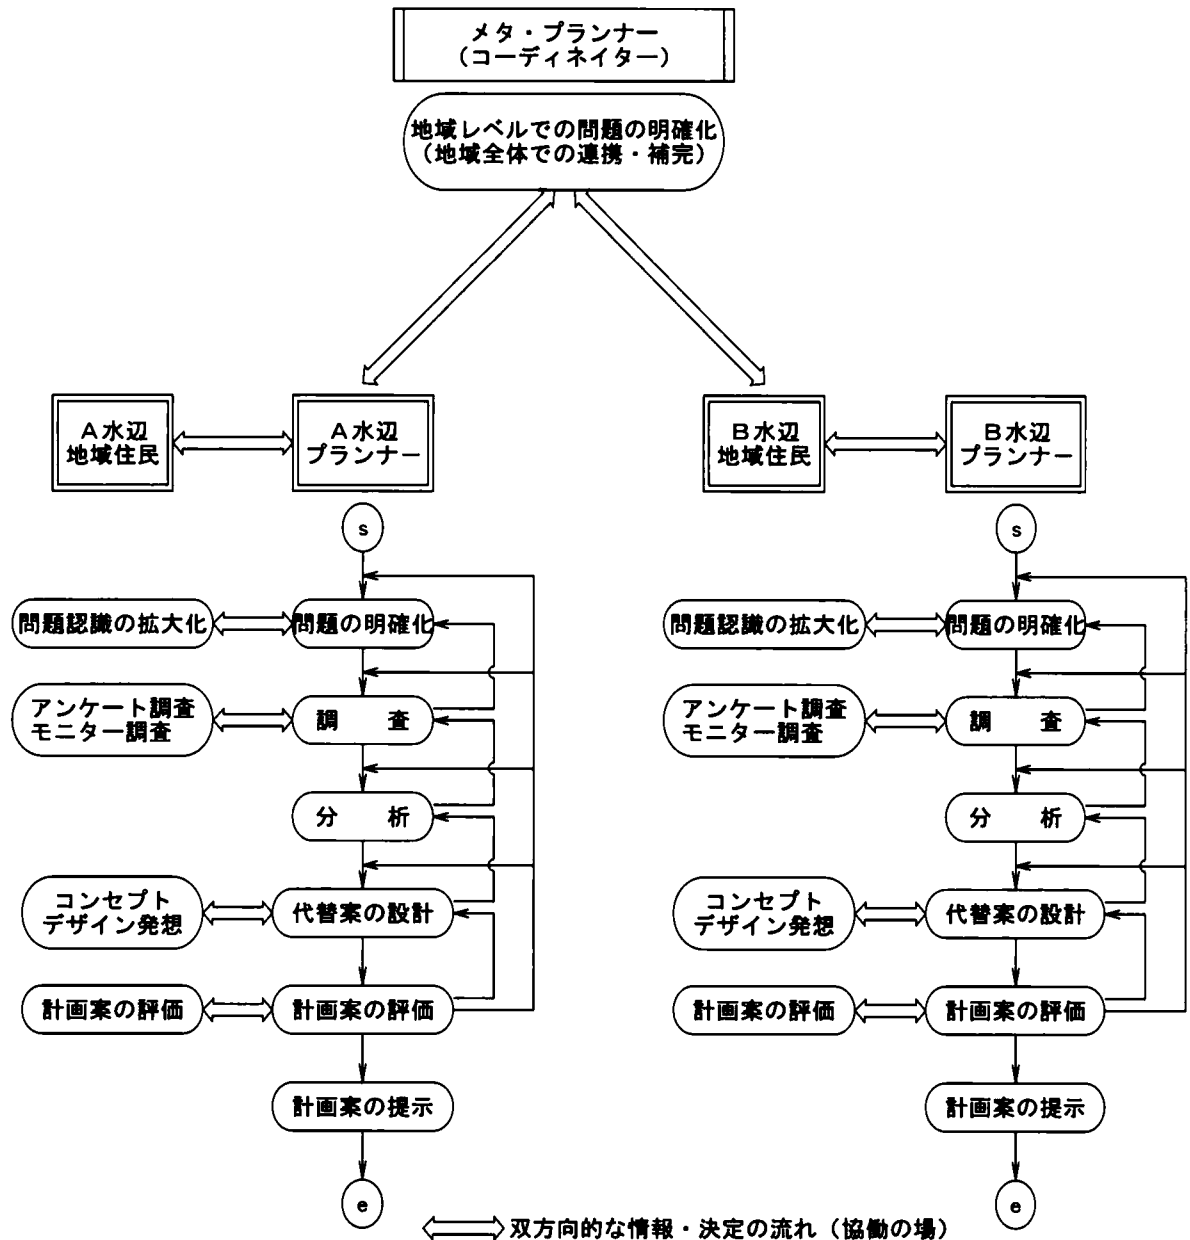 メタ・プランナー
（コーディネイター）
地域レベルでの問題の明確化
（地域全体での連携・補完）
A水辺
地域住民
A水辺
プランナー
B水辺
地域住民
B水辺
プランナー
s
問題認識の拡大化
問題の明確化
アンケート調査
モニター調査
調　　査
分　　析
コンセプト
デザイン発想
代替案の設計
計画案の評価
計画案の評価
計画案の提示
e
s
問題認識の拡大化
問題の明確化
アンケート調査
モニター調査
調　　査
分　　析
コンセプト
デザイン発想
代替案の設計
計画案の評価
計画案の評価
計画案の提示
e
双方向的な情報・決定の流れ（協働の場）